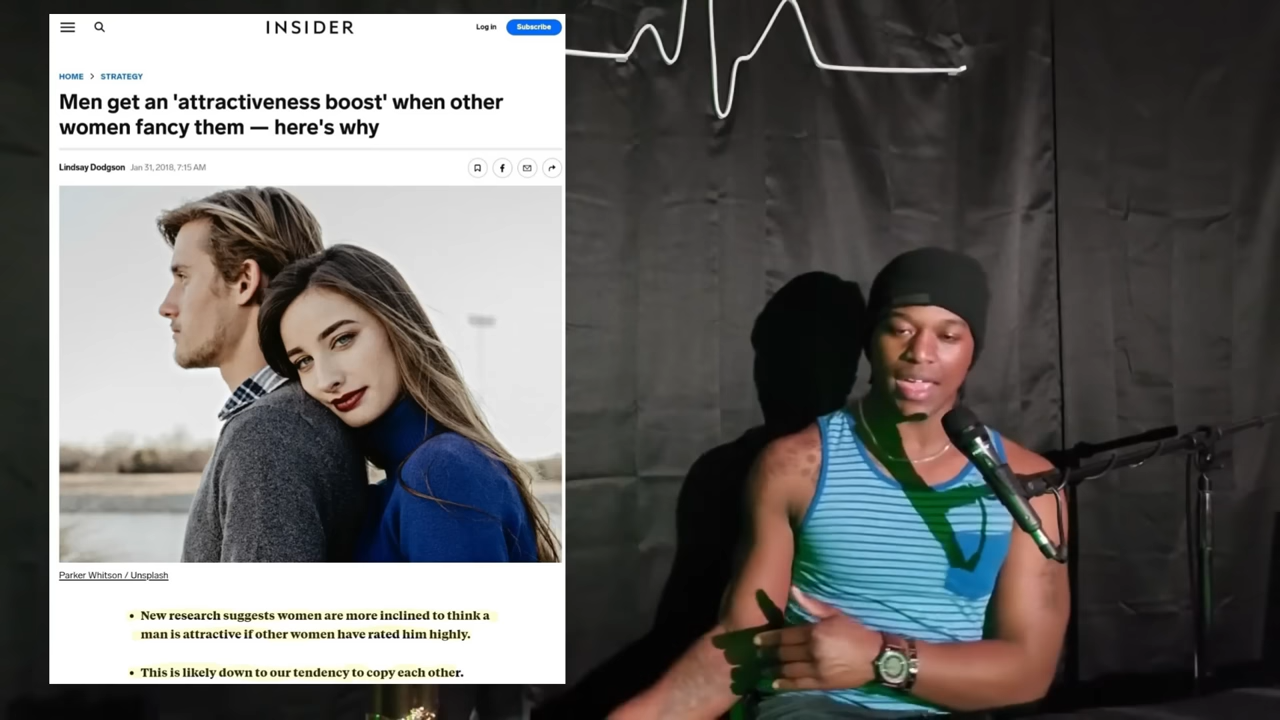 INSIDER
Log in
Subscribe
HOME > STRATEGY
Men get an 'attractiveness boost' when other
women fancy them — here's why
Lindsay Dodgson Jan 31, 2018, 7:15 AM
Parker Whitson / Unsplash
• New research suggests women are more inclined to think a
man is attractive if other women have rated him highly.
• This is likely down to our tendency to copy each other.